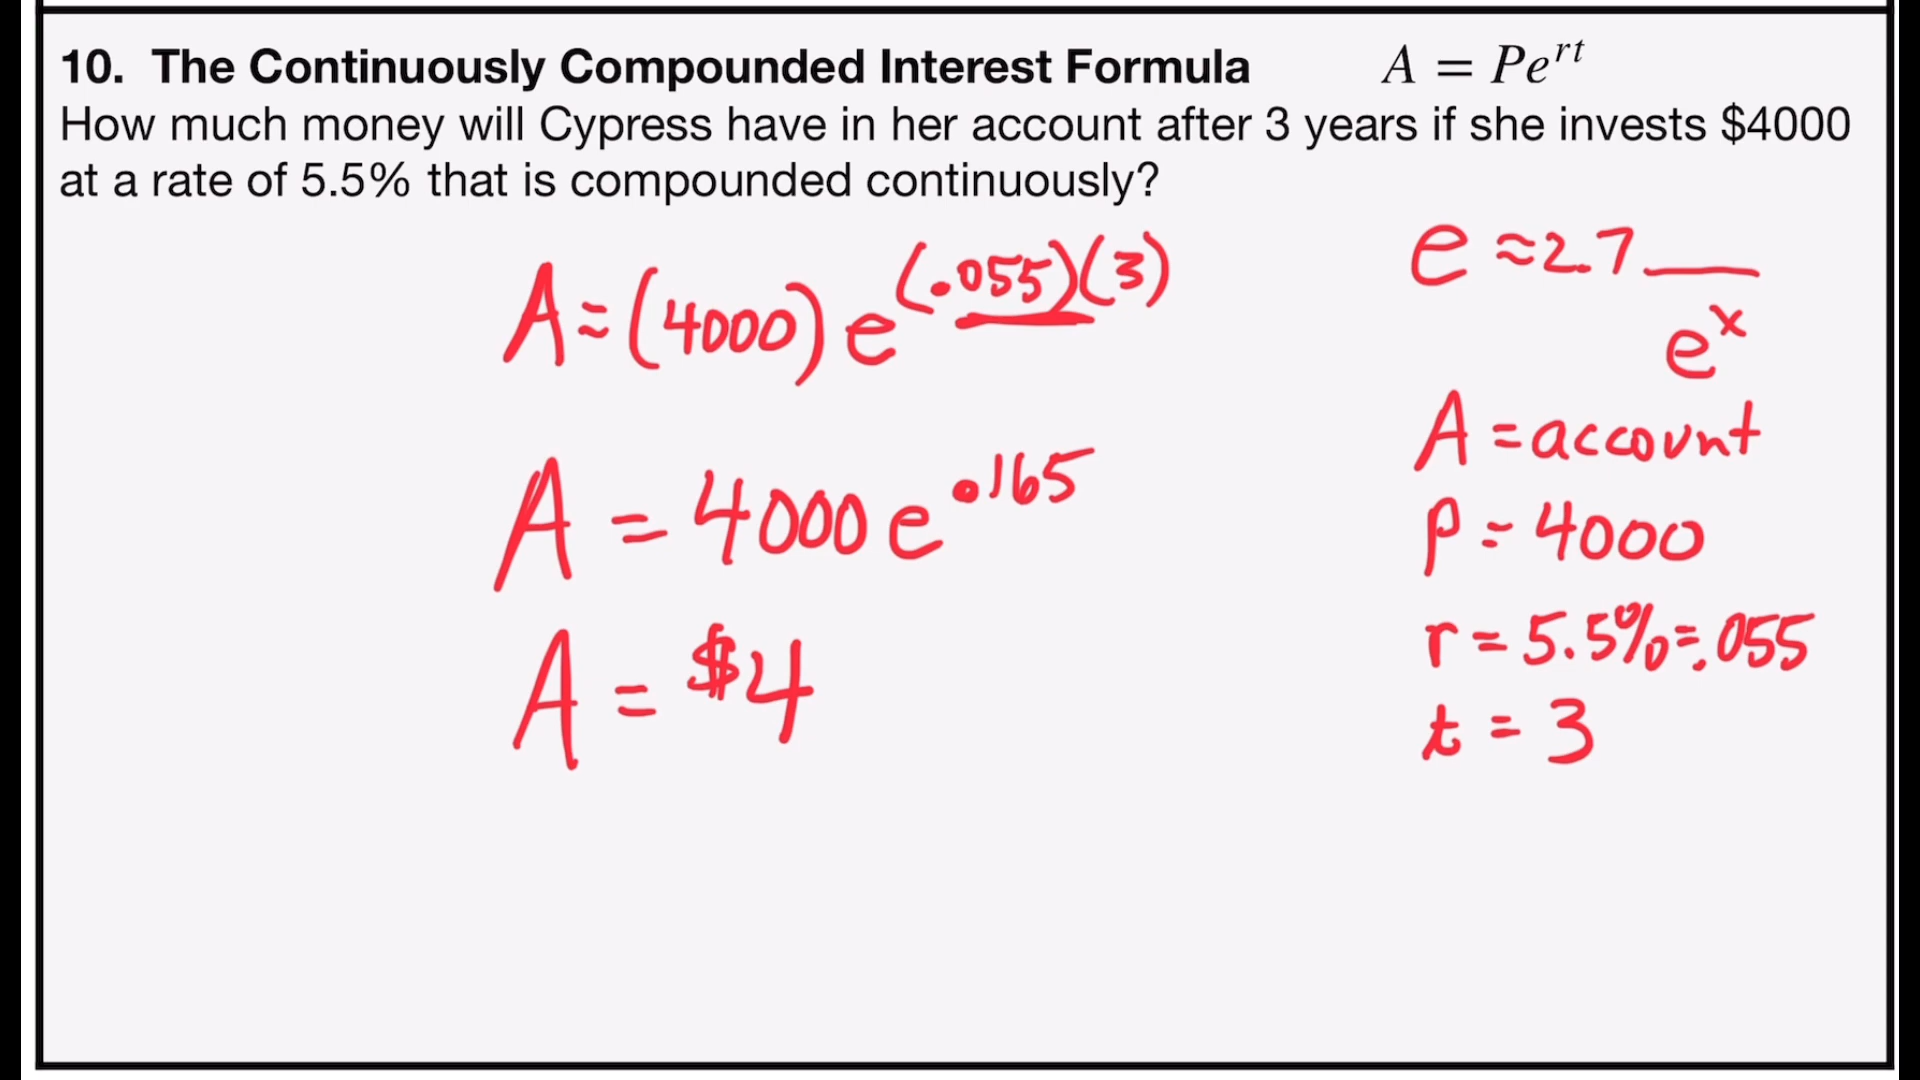 10. The Continuously Compounded Interest Formula A = Pe^{rt}
How much money will Cypress have in her account after 3 years if she invests $4000
at a rate of 5.5% that is compounded continuously?
A = (4000) e^{(.055)(3)}
A = 4000 e^{.165}
A = $4
e ≈ 2.7__
e^x
A = account
P = 4000
r = 5.5% = .055
t = 3